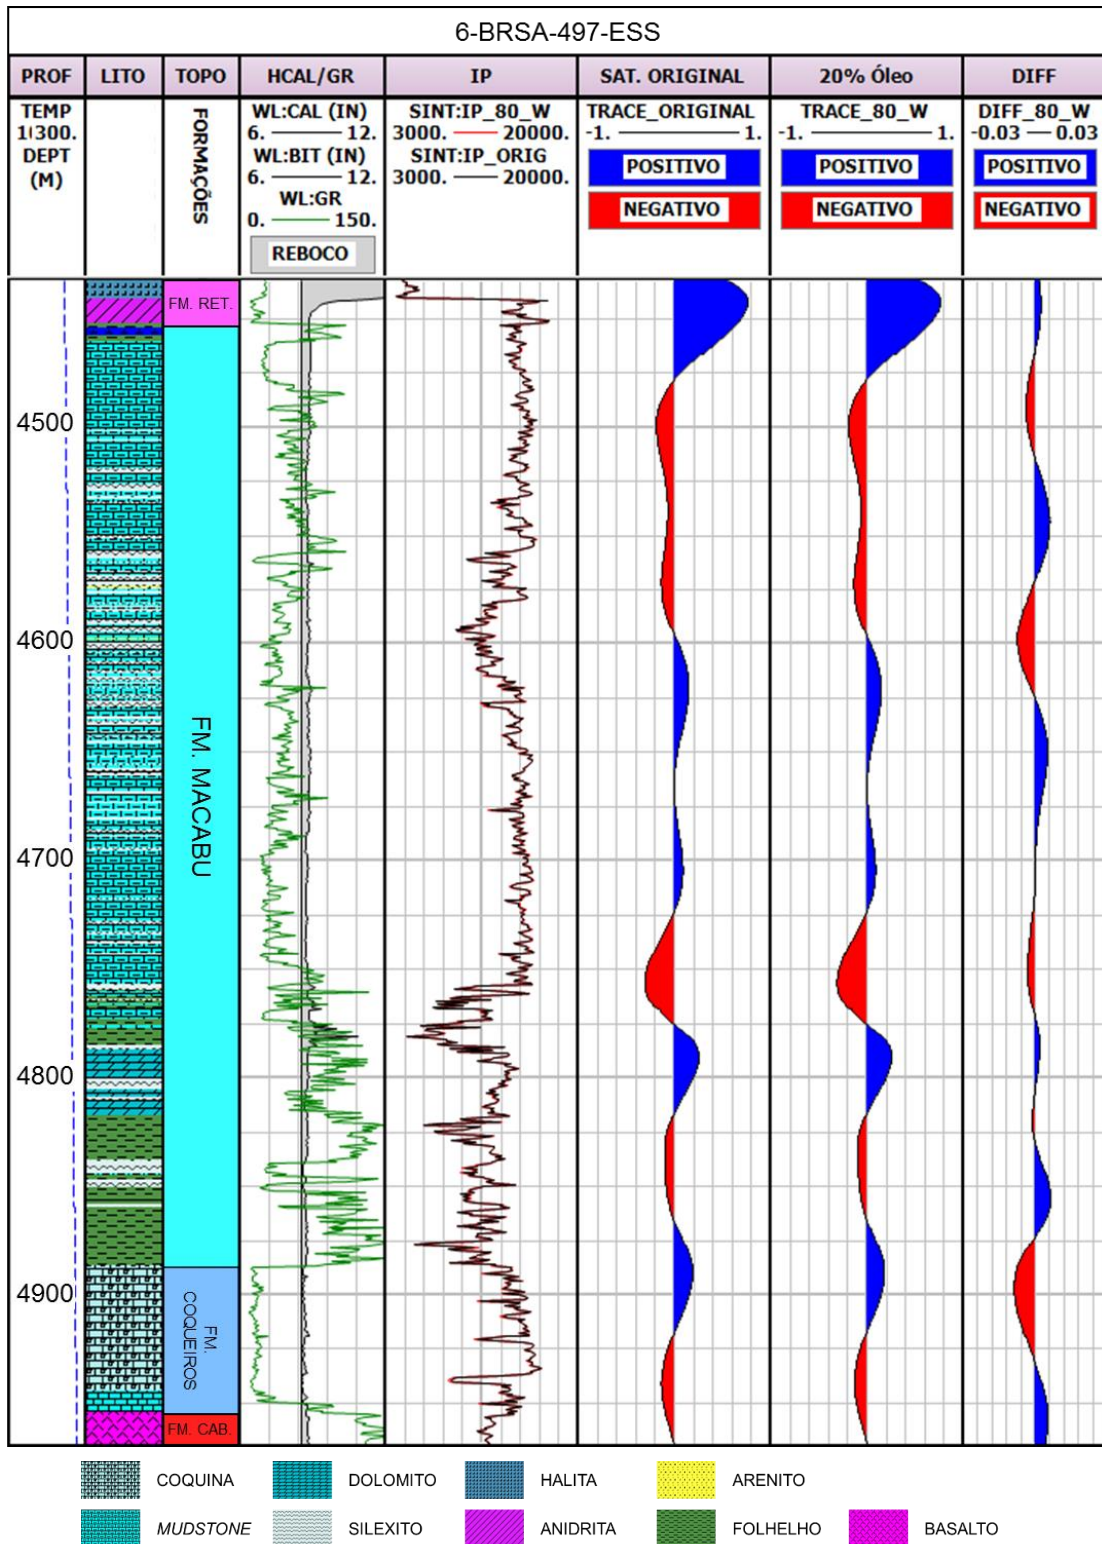 6-BRSA-497-ESS
PROF LITO TOPO HCAL/GR IP SAT. ORIGINAL 20% Óleo DIFF
TEMP
300.
DEPT
(M)
FORMAÇÕES
WL:CAL (IN)
6. 12.
WL:BIT (IN)
6. 12.
WL:GR
0. 150.
REBOCO
SINT:IP_80_W
3000. 20000.
SINT:IP_ORIG
3000. 20000.
TRACE_ORIGINAL
-1. 1.
POSITIVO
NEGATIVO
TRACE_80_W
-1. 1.
POSITIVO
NEGATIVO
DIFF_80_W
-0.03 0.03
POSITIVO
NEGATIVO
FM. RET.
4500
4600
FM. MACABU
4700
4800
4900
FM.
COQUEIROS
FM. CAB.
COQUINA DOLOMITO HALITA ARENITO
MUDSTONE SILEXITO ANIDRITA FOLHELHO BASALTO